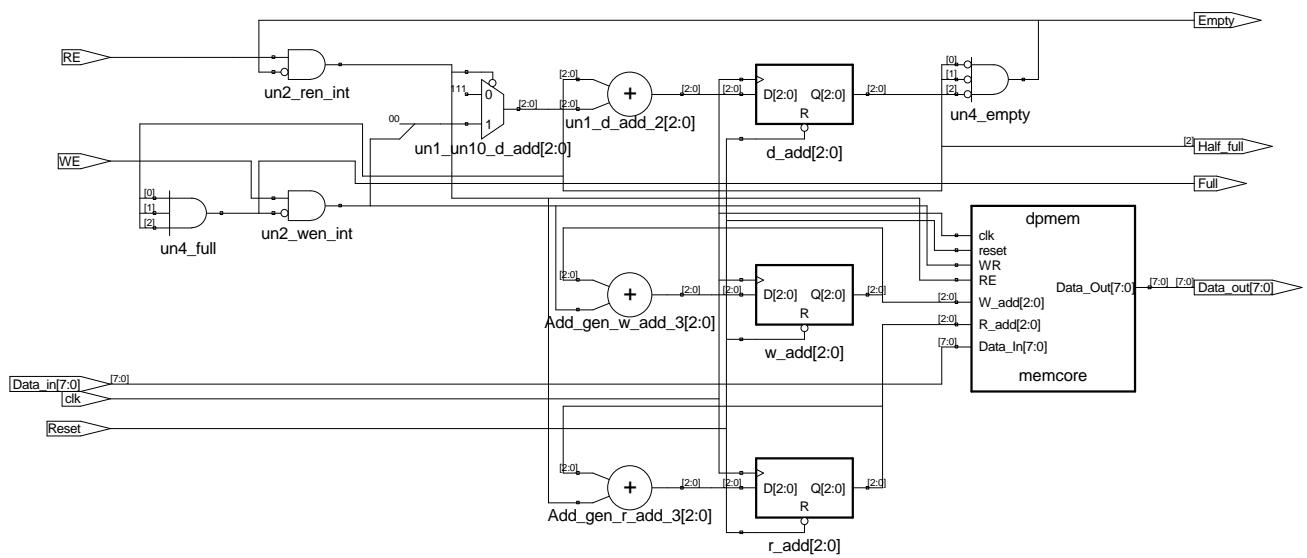 Empty
RE
un2_ren_int
111
0
1
[2:0]
[2:0]
un1_un10_d_add[2:0]
00
+
un1_d_add_2[2:0]
[2:0]
[2:0]
D[2:0]
Q[2:0]
R
d_add[2:0]
[2:0]
[0]
[1]
[2]
un4_empty
[2]
Half_full
WE
Full
[0]
[1]
[2]
un4_full
un2_wen_int
[2:0]
+
Add_gen_w_add_3[2:0]
[2:0]
[2:0]
D[2:0]
Q[2:0]
R
w_add[2:0]
[2:0]
dpmem
clk
reset
WR
RE
[2:0]
W_add[2:0]
[2:0]
R_add[2:0]
[7:0]
Data_In[7:0]
Data_Out[7:0]
memcore
[7:0]
[7:0]
Data_out[7:0]
Data_in[7:0]
[7:0]
clk
Reset
[2:0]
+
Add_gen_r_add_3[2:0]
[2:0]
[2:0]
D[2:0]
Q[2:0]
R
r_add[2:0]
[2:0]